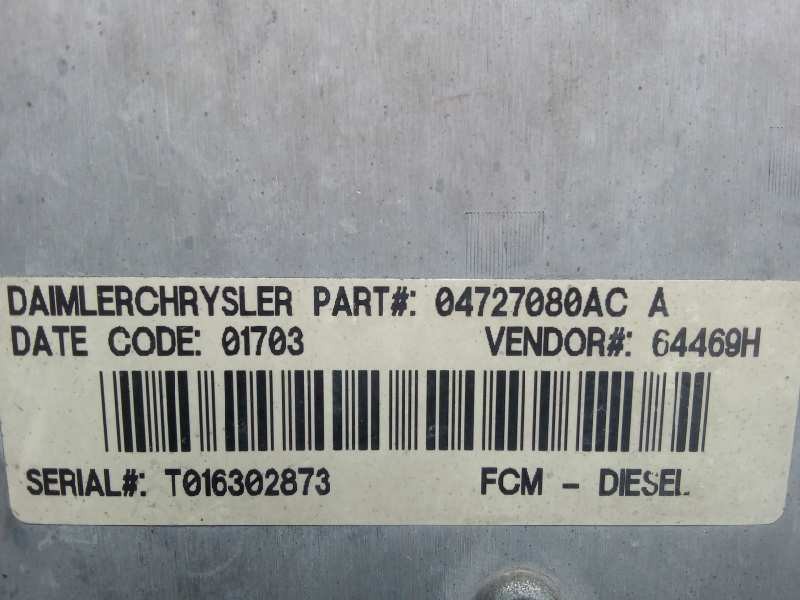 DAIMLERCHRYSLER PART#: 04727080AC A
DATE CODE: 01703 VENDOR#: 64469H
SERIAL#: T016302873 FCM - DIESEL